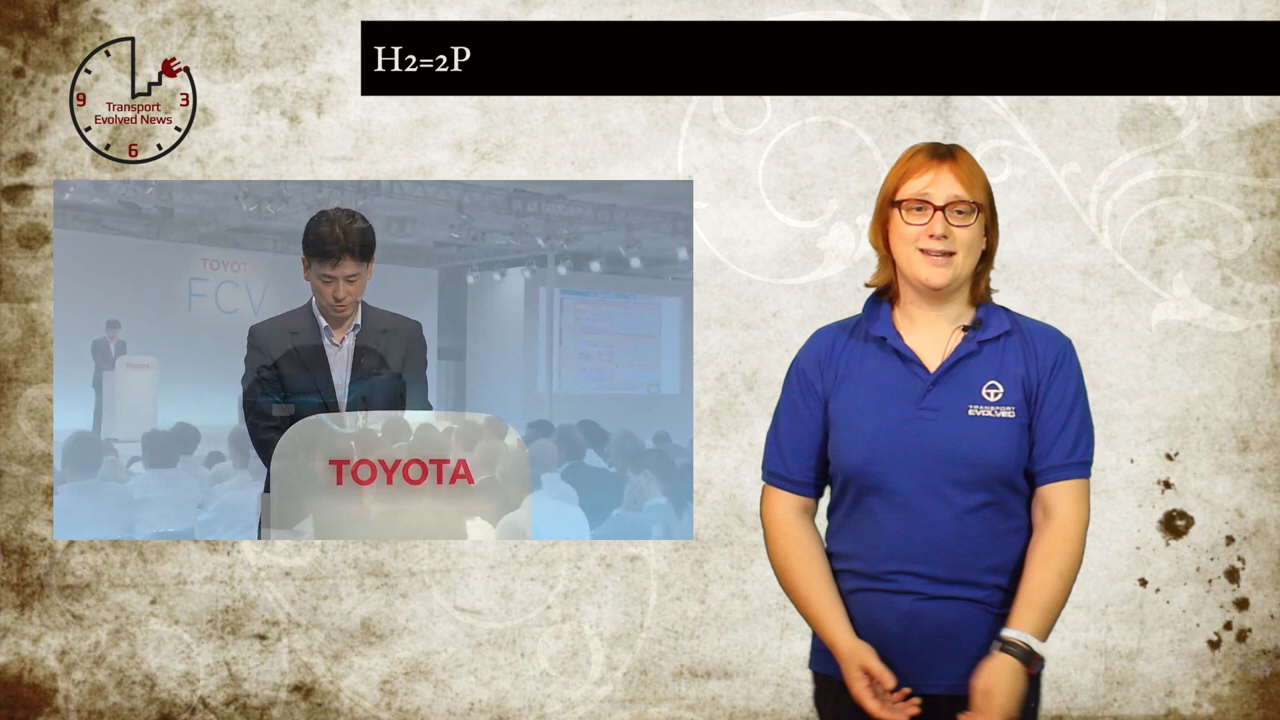 H2=2P
9
3
Transport
Evolved News
6
TOYOTA
FCV
TOYOTA
TRANSPORT
EVOLVED